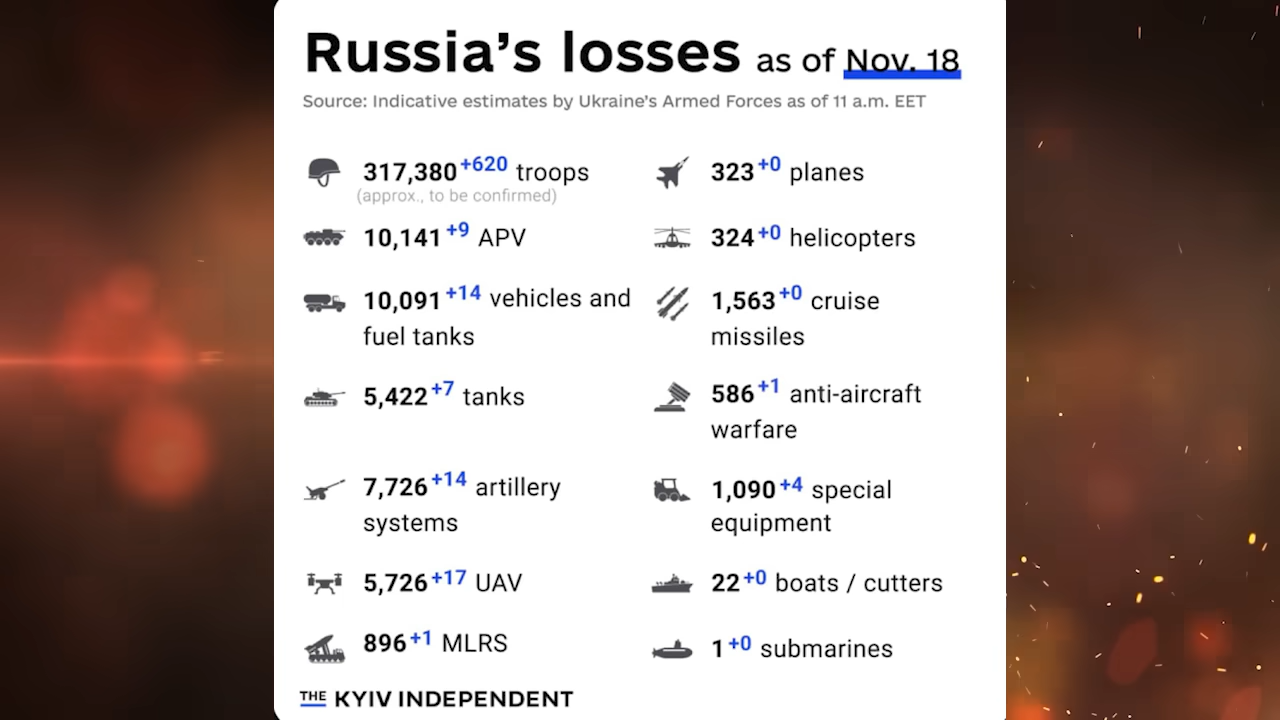 Russia's losses as of Nov. 18
Source: Indicative estimates by Ukraine's Armed Forces as of 11 a.m. EET
317,380 +620 troops
(approx., to be confirmed)
10,141 +9 APV
10,091 +14 vehicles and
fuel tanks
5,422 +7 tanks
7,726 +14 artillery
systems
5,726 +17 UAV
896 +1 MLRS
323 +0 planes
324 +0 helicopters
1,563 +0 cruise
missiles
586 +1 anti-aircraft
warfare
1,090 +4 special
equipment
22 +0 boats / cutters
1 +0 submarines
THE KYIV INDEPENDENT